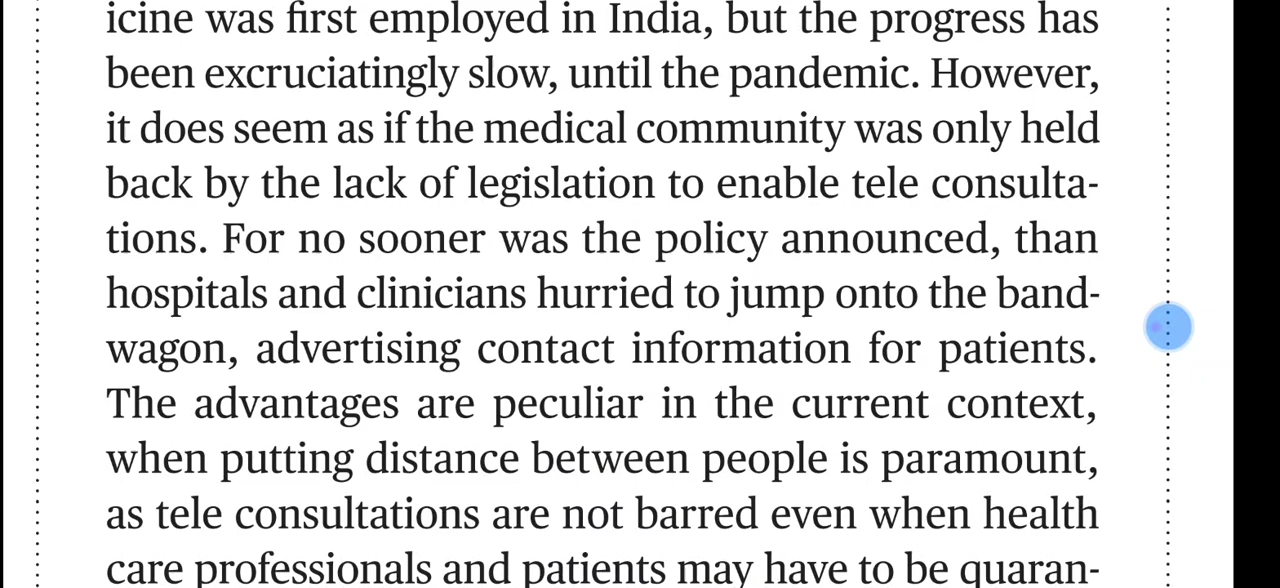 icine was first employed in India, but the progress has
been excruciatingly slow, until the pandemic. However,
it does seem as if the medical community was only held
back by the lack of legislation to enable tele consulta-
tions. For no sooner was the policy announced, than
hospitals and clinicians hurried to jump onto the band-
wagon, advertising contact information for patients.
The advantages are peculiar in the current context,
when putting distance between people is paramount,
as tele consultations are not barred even when health
care professionals and patients may have to be quaran-